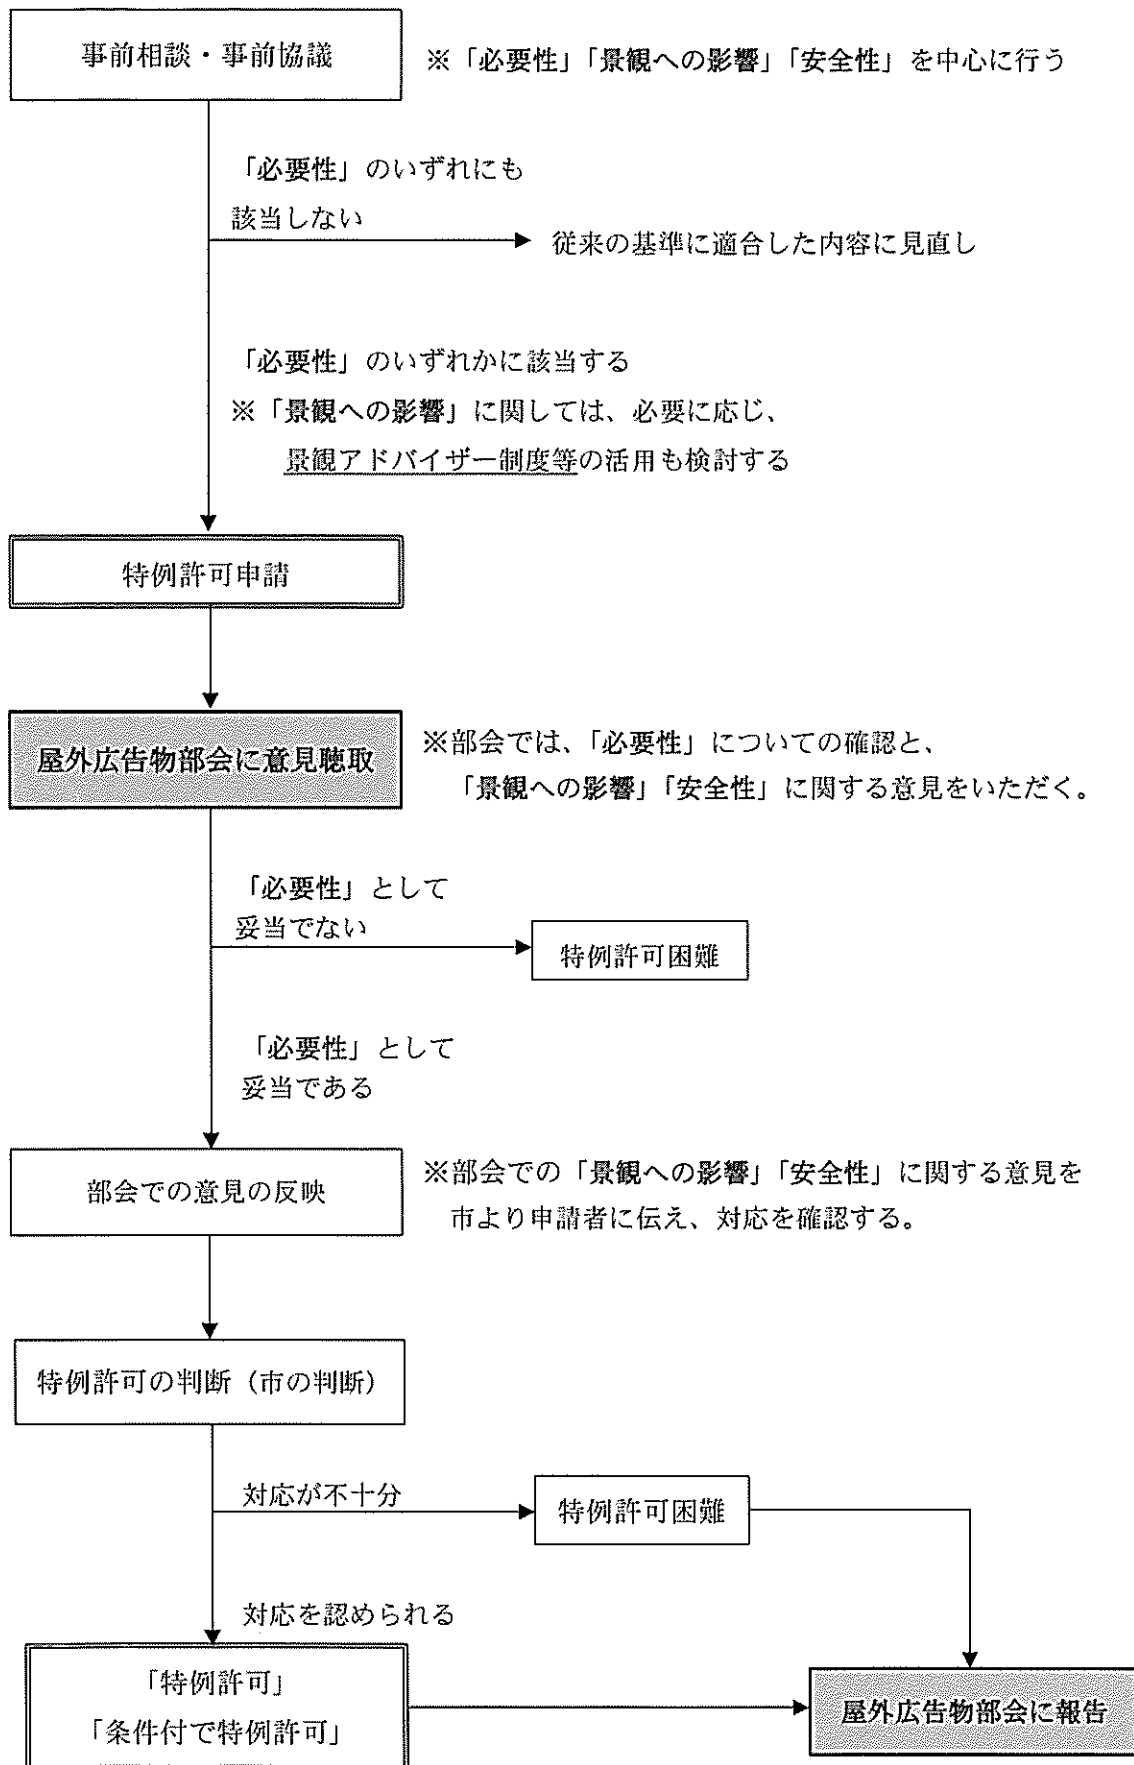 事前相談・事前協議
※「必要性」「景観への影響」「安全性」を中心に行う
「必要性」のいずれにも
該当しない
従来の基準に適合した内容に見直し
「必要性」のいずれかに該当する
※「景観への影響」に関しては、必要に応じ、
景観アドバイザー制度等の活用も検討する
特例許可申請
屋外広告物部会に意見聴取
※部会では、「必要性」についての確認と、
「景観への影響」「安全性」に関する意見をいただく。
「必要性」として
妥当でない
特例許可困難
「必要性」として
妥当である
部会での意見の反映
※部会での「景観への影響」「安全性」に関する意見を
市より申請者に伝え、対応を確認する。
特例許可の判断（市の判断）
対応が不十分
特例許可困難
対応を認められる
「特例許可」
「条件付で特例許可」
屋外広告物部会に報告